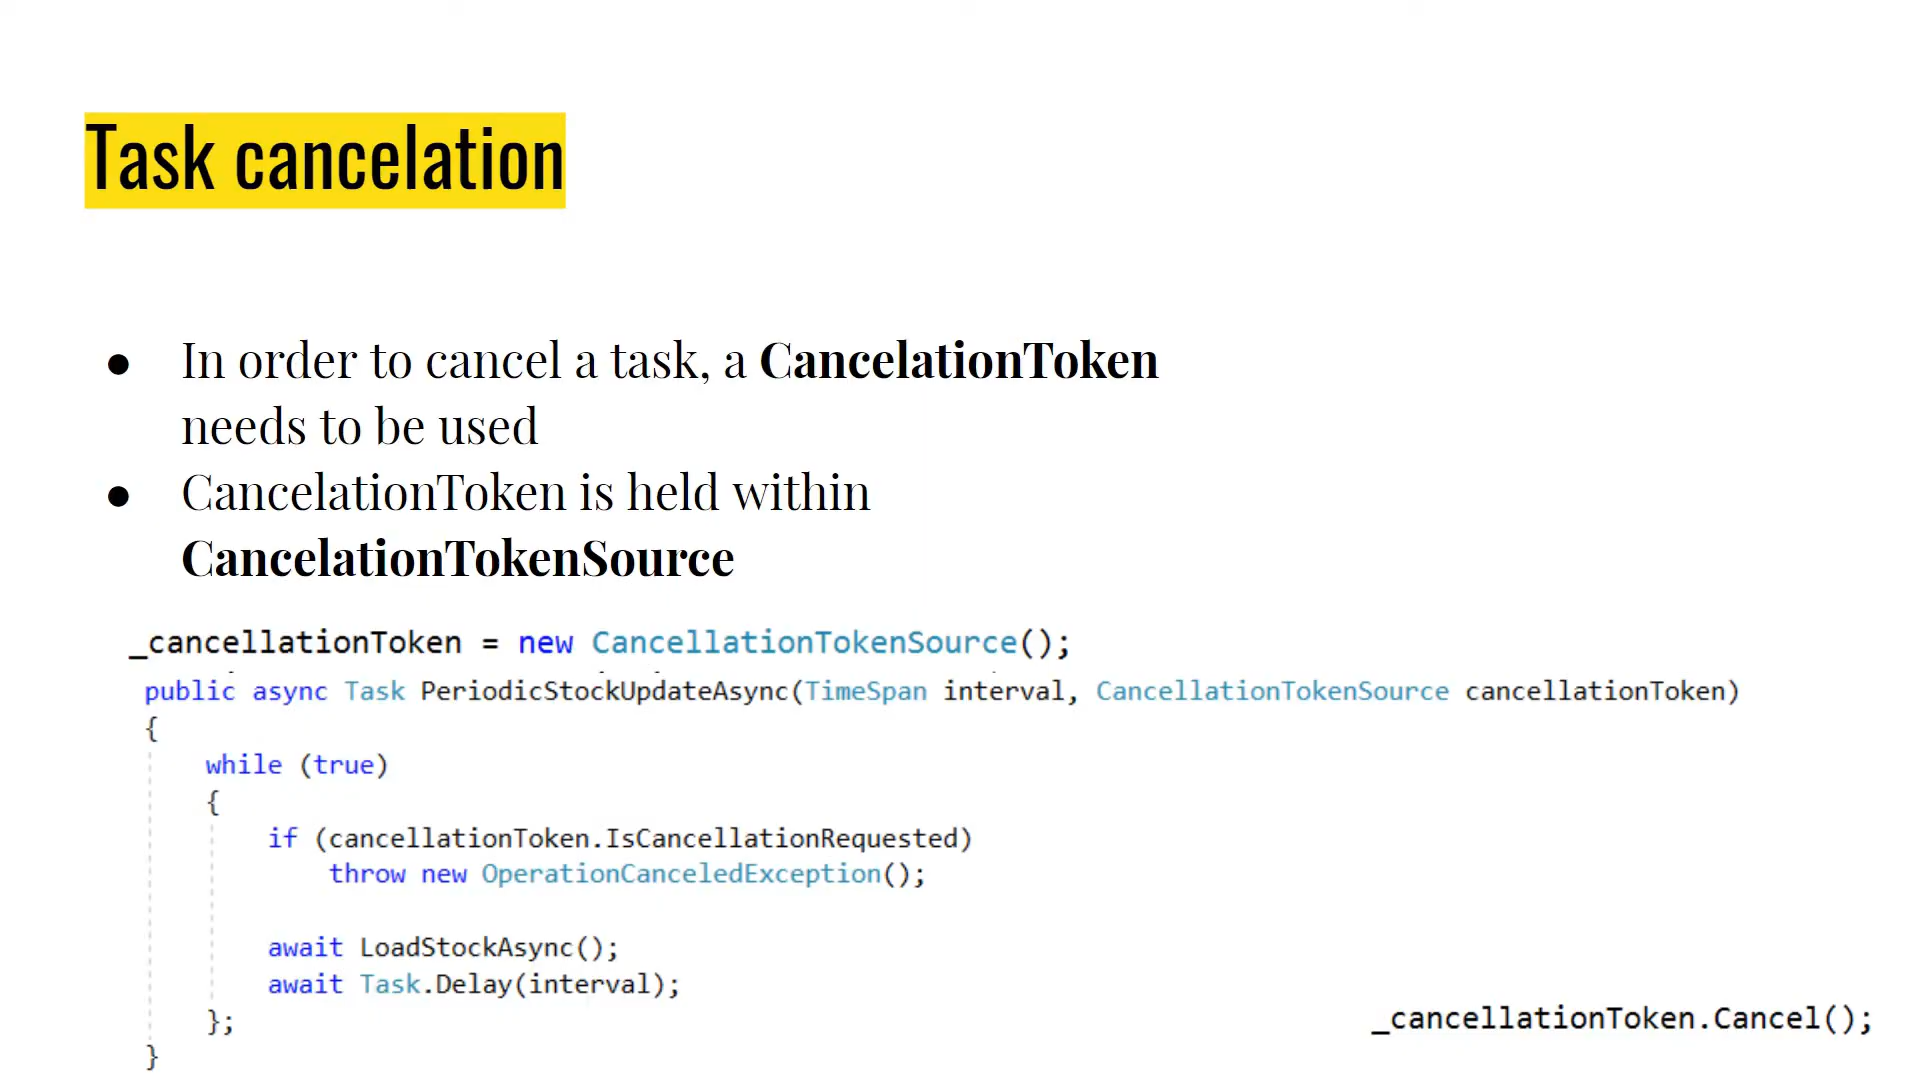 Task cancelation
● In order to cancel a task, a CancelationToken
needs to be used
● CancelationToken is held within
CancelationTokenSource
_cancellationToken = new CancellationTokenSource();
public async Task PeriodicStockUpdateAsync(TimeSpan interval, CancellationTokenSource cancellationToken)
{
while (true)
{
if (cancellationToken.IsCancellationRequested)
throw new OperationCanceledException();
await LoadStockAsync();
await Task.Delay(interval);
};
_cancellationToken.Cancel();
}